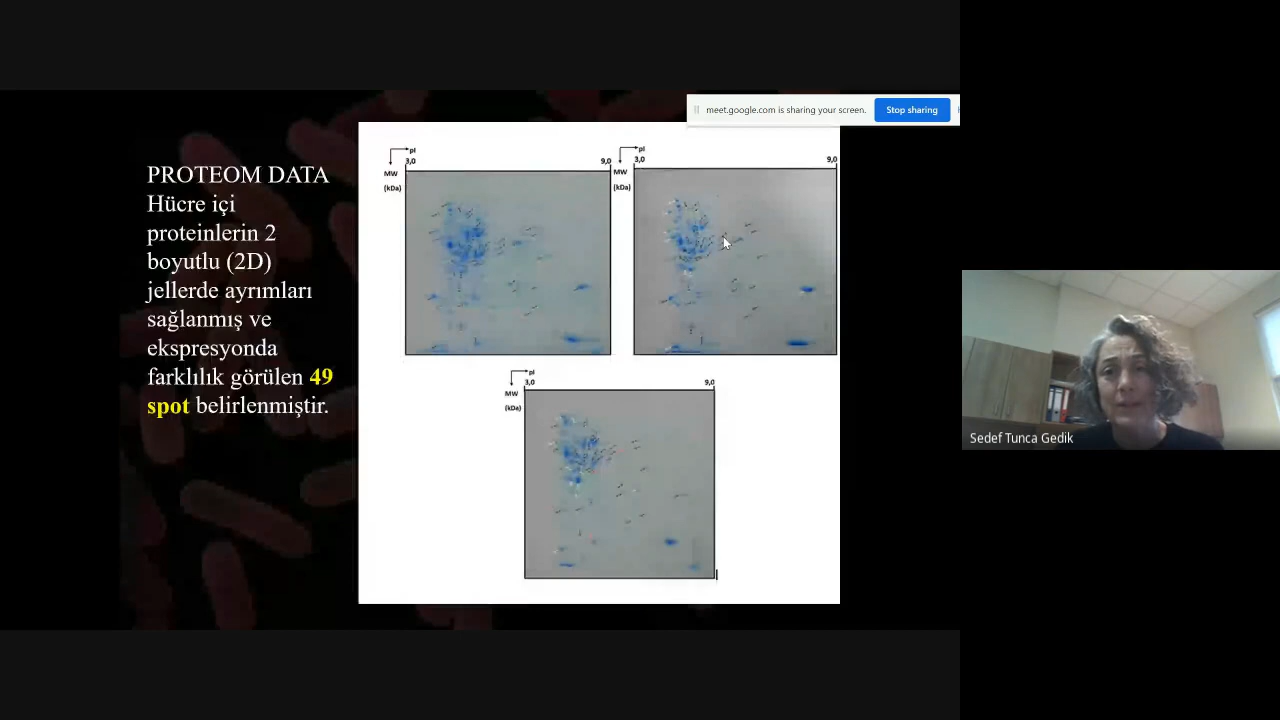 meet.google.com is sharing your screen.
Stop sharing
PROTEOM DATA
Hücre içi
proteinlerin 2
boyutlu (2D)
jellerde ayrımları
sağlanmış ve
ekspresyonda
farklılık görülen 49
spot belirlenmiştir.
pI
3,0
9,0
MW
(kDa)
pI
3,0
9,0
MW
(kDa)
pI
3,0
9,0
MW
(kDa)
Sedef Tunca Gedik